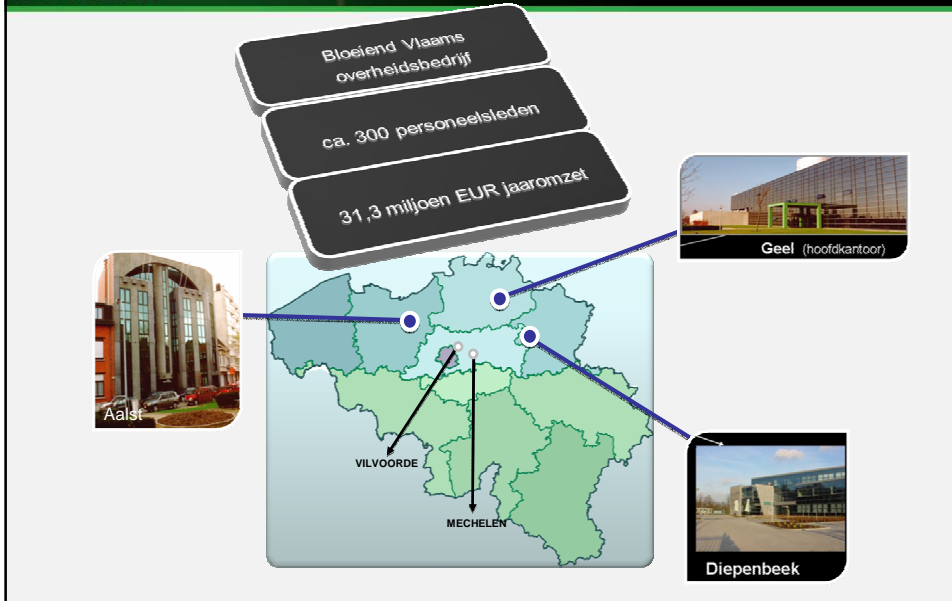 Bloeiend Vlaams
overheidsbedrijf
ca. 300 personeelsleden
31,3 miljoen EUR jaaromzet
Geel (hoofdkantoor)
Aalst
VILVOORDE
MECHELEN
Diepenbeek